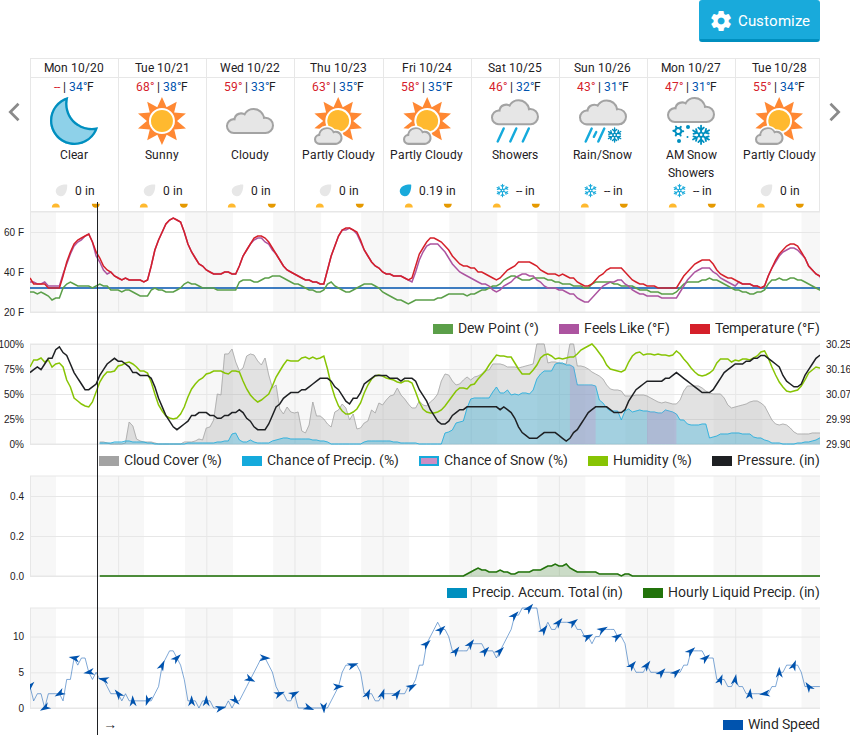 Customize
Mon 10/20 Tue 10/21 Wed 10/22 Thu 10/23 Fri 10/24 Sat 10/25 Sun 10/26 Mon 10/27 Tue 10/28
-- | 34°F 68° | 38°F 59° | 33°F 63° | 35°F 58° | 35°F 46° | 32°F 43° | 31°F 47° | 31°F 55° | 34°F
Clear Sunny Cloudy Partly Cloudy Partly Cloudy Showers Rain/Snow AM Snow Partly Cloudy
Showers
0 in 0 in 0 in 0 in 0.19 in -- in -- in -- in 0 in
60 F
40 F
20 F
Dew Point (°) Feels Like (°F) Temperature (°F)
100% 30.25
75% 30.16
50% 30.07
25% 29.99
0% 29.90
Cloud Cover (%) Chance of Precip. (%) Chance of Snow (%) Humidity (%) Pressure. (in)
0.4
0.2
0.0
Precip. Accum. Total (in) Hourly Liquid Precip. (in)
10
5
0
→
Wind Speed